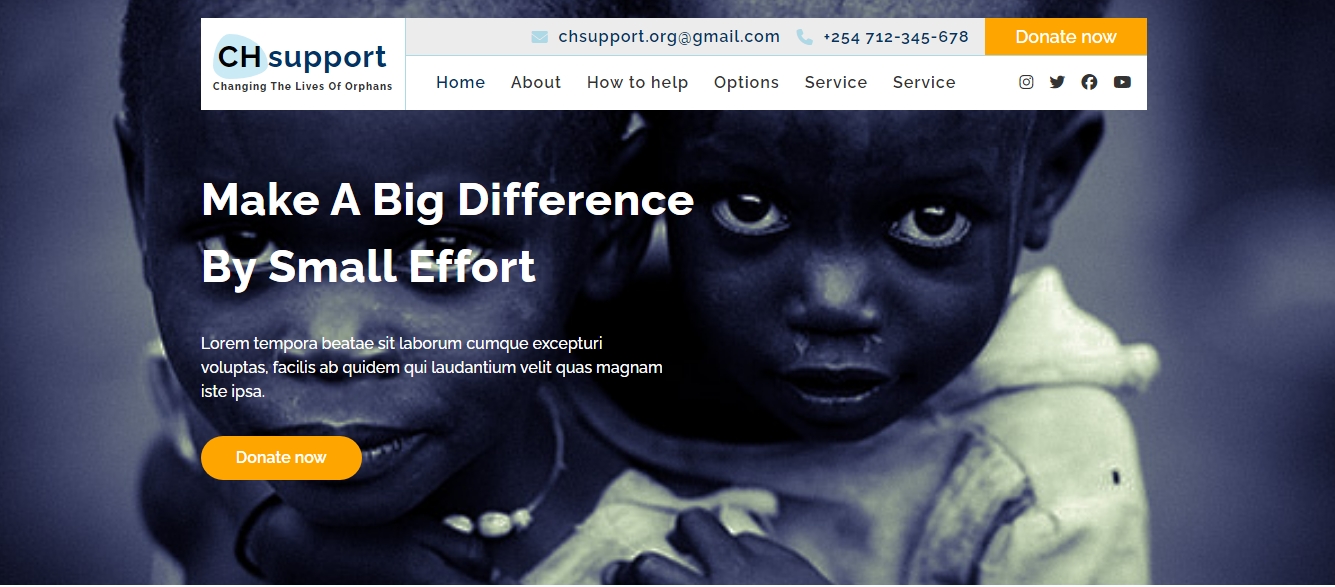 CH support
Changing The Lives Of Orphans
chsupport.org@gmail.com +254 712-345-678 Donate now
Home About How to help Options Service Service
Make A Big Difference
By Small Effort
Lorem tempora beatae sit laborum cumque excepturi
voluptas, facilis ab quidem qui laudantium velit quas magnam
iste ipsa.
Donate now